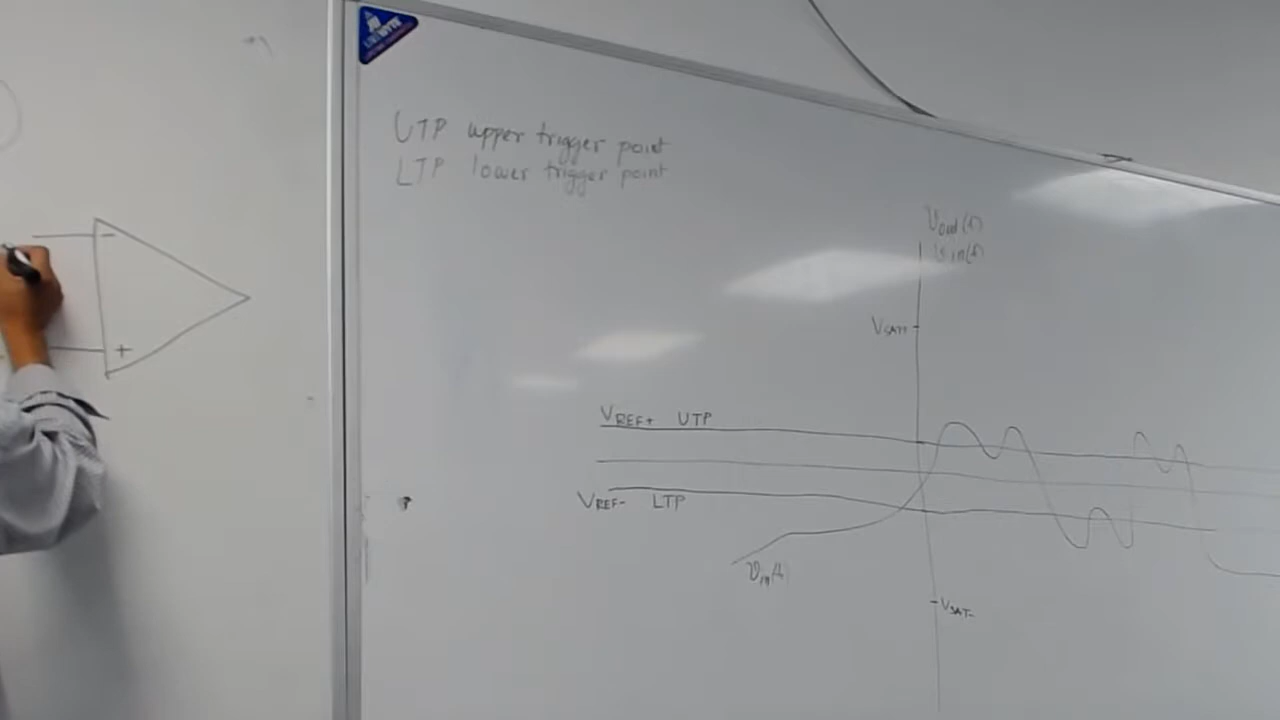 UTP upper trigger point
LTP lower trigger point
Vout(t)
Vin(t)
VSAT+
VREF+ UTP
VREF- LTP
Vin(t)
-VSAT-
-
+